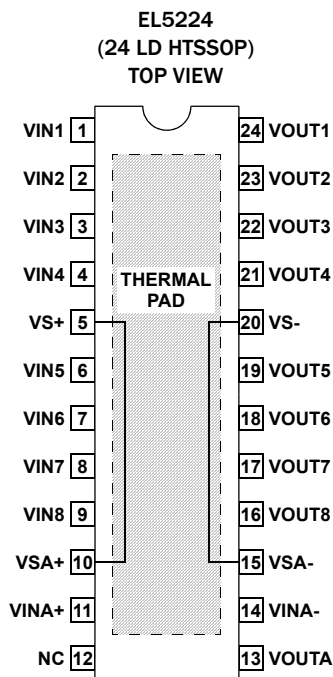 EL5224
(24 LD HTSSOP)
TOP VIEW
VIN1 1 24 VOUT1
VIN2 2 23 VOUT2
VIN3 3 22 VOUT3
VIN4 4 21 VOUT4
THERMAL
PAD
VS+ 5 20 VS-
VIN5 6 19 VOUT5
VIN6 7 18 VOUT6
VIN7 8 17 VOUT7
VIN8 9 16 VOUT8
VSA+ 10 15 VSA-
VINA+ 11 14 VINA-
NC 12 13 VOUTA